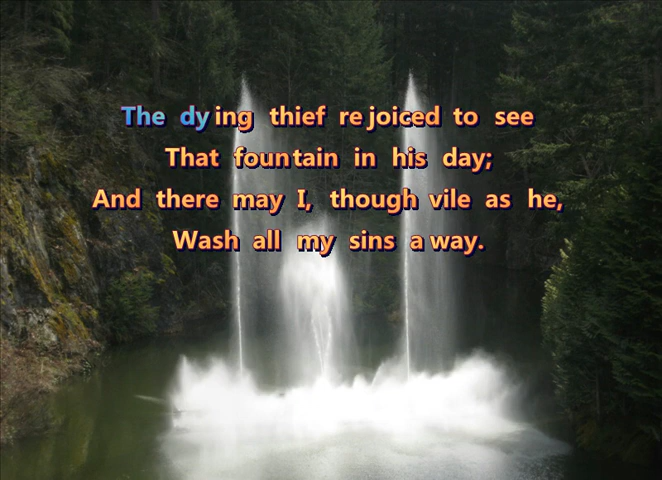 The dying thief rejoiced to see
That fountain in his day;
And there may I, though vile as he,
Wash all my sins away.